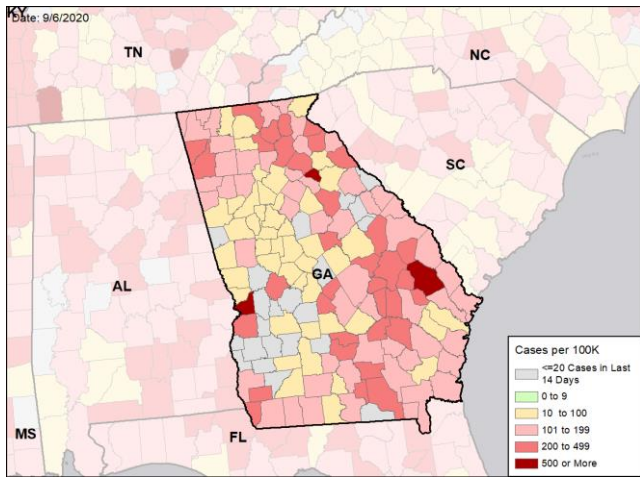 KY
Date: 9/6/2020
TN
NC
SC
AL
GA
MS
FL
Cases per 100K
<=20 Cases in Last
14 Days
0 to 9
10 to 100
101 to 199
200 to 499
500 or More